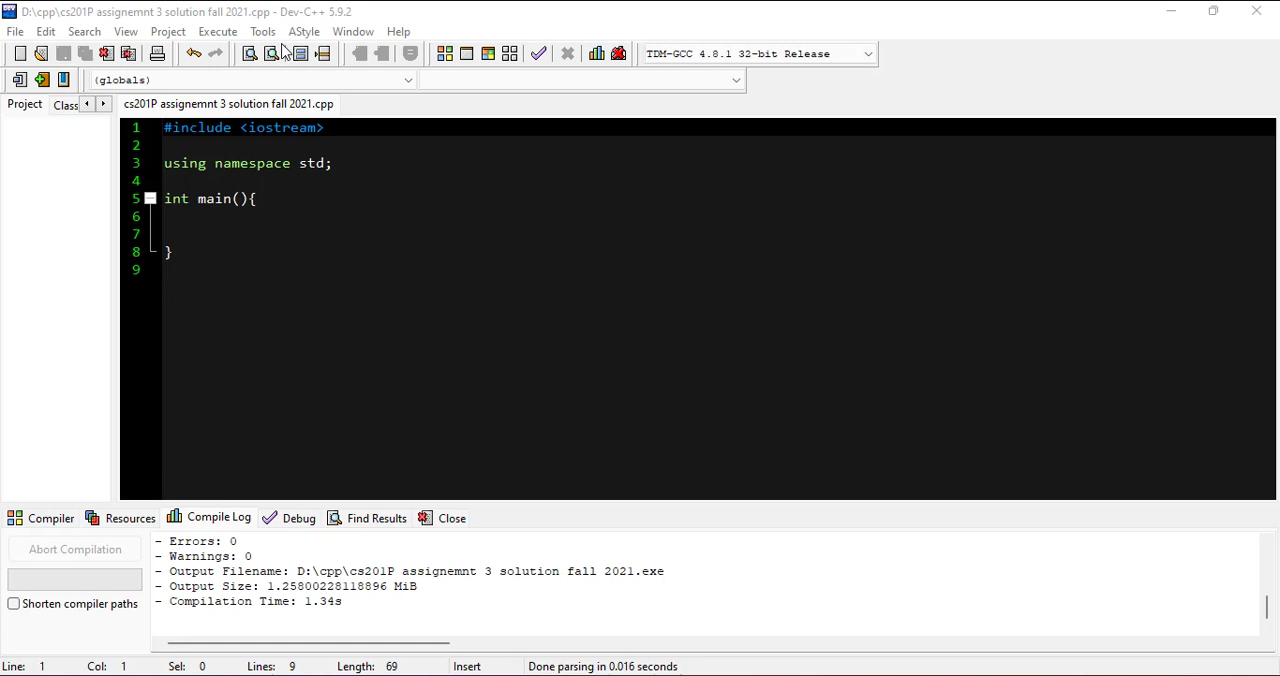 D:\cpp\cs201P assignemnt 3 solution fall 2021.cpp - Dev-C++ 5.9.2
File Edit Search View Project Execute Tools AStyle Window Help
TDM-GCC 4.8.1 32-bit Release
(globals)
Project Class cs201P assignemnt 3 solution fall 2021.cpp
1 #include <iostream>
2
3 using namespace std;
4
5 int main(){
6
7
8 }
9
Compiler Resources Compile Log Debug Find Results Close
Abort Compilation
Shorten compiler paths
- Errors: 0
- Warnings: 0
- Output Filename: D:\cpp\cs201P assignemnt 3 solution fall 2021.exe
- Output Size: 1.25800228118896 MiB
- Compilation Time: 1.34s
Line: 1 Col: 1 Sel: 0 Lines: 9 Length: 69 Insert Done parsing in 0.016 seconds